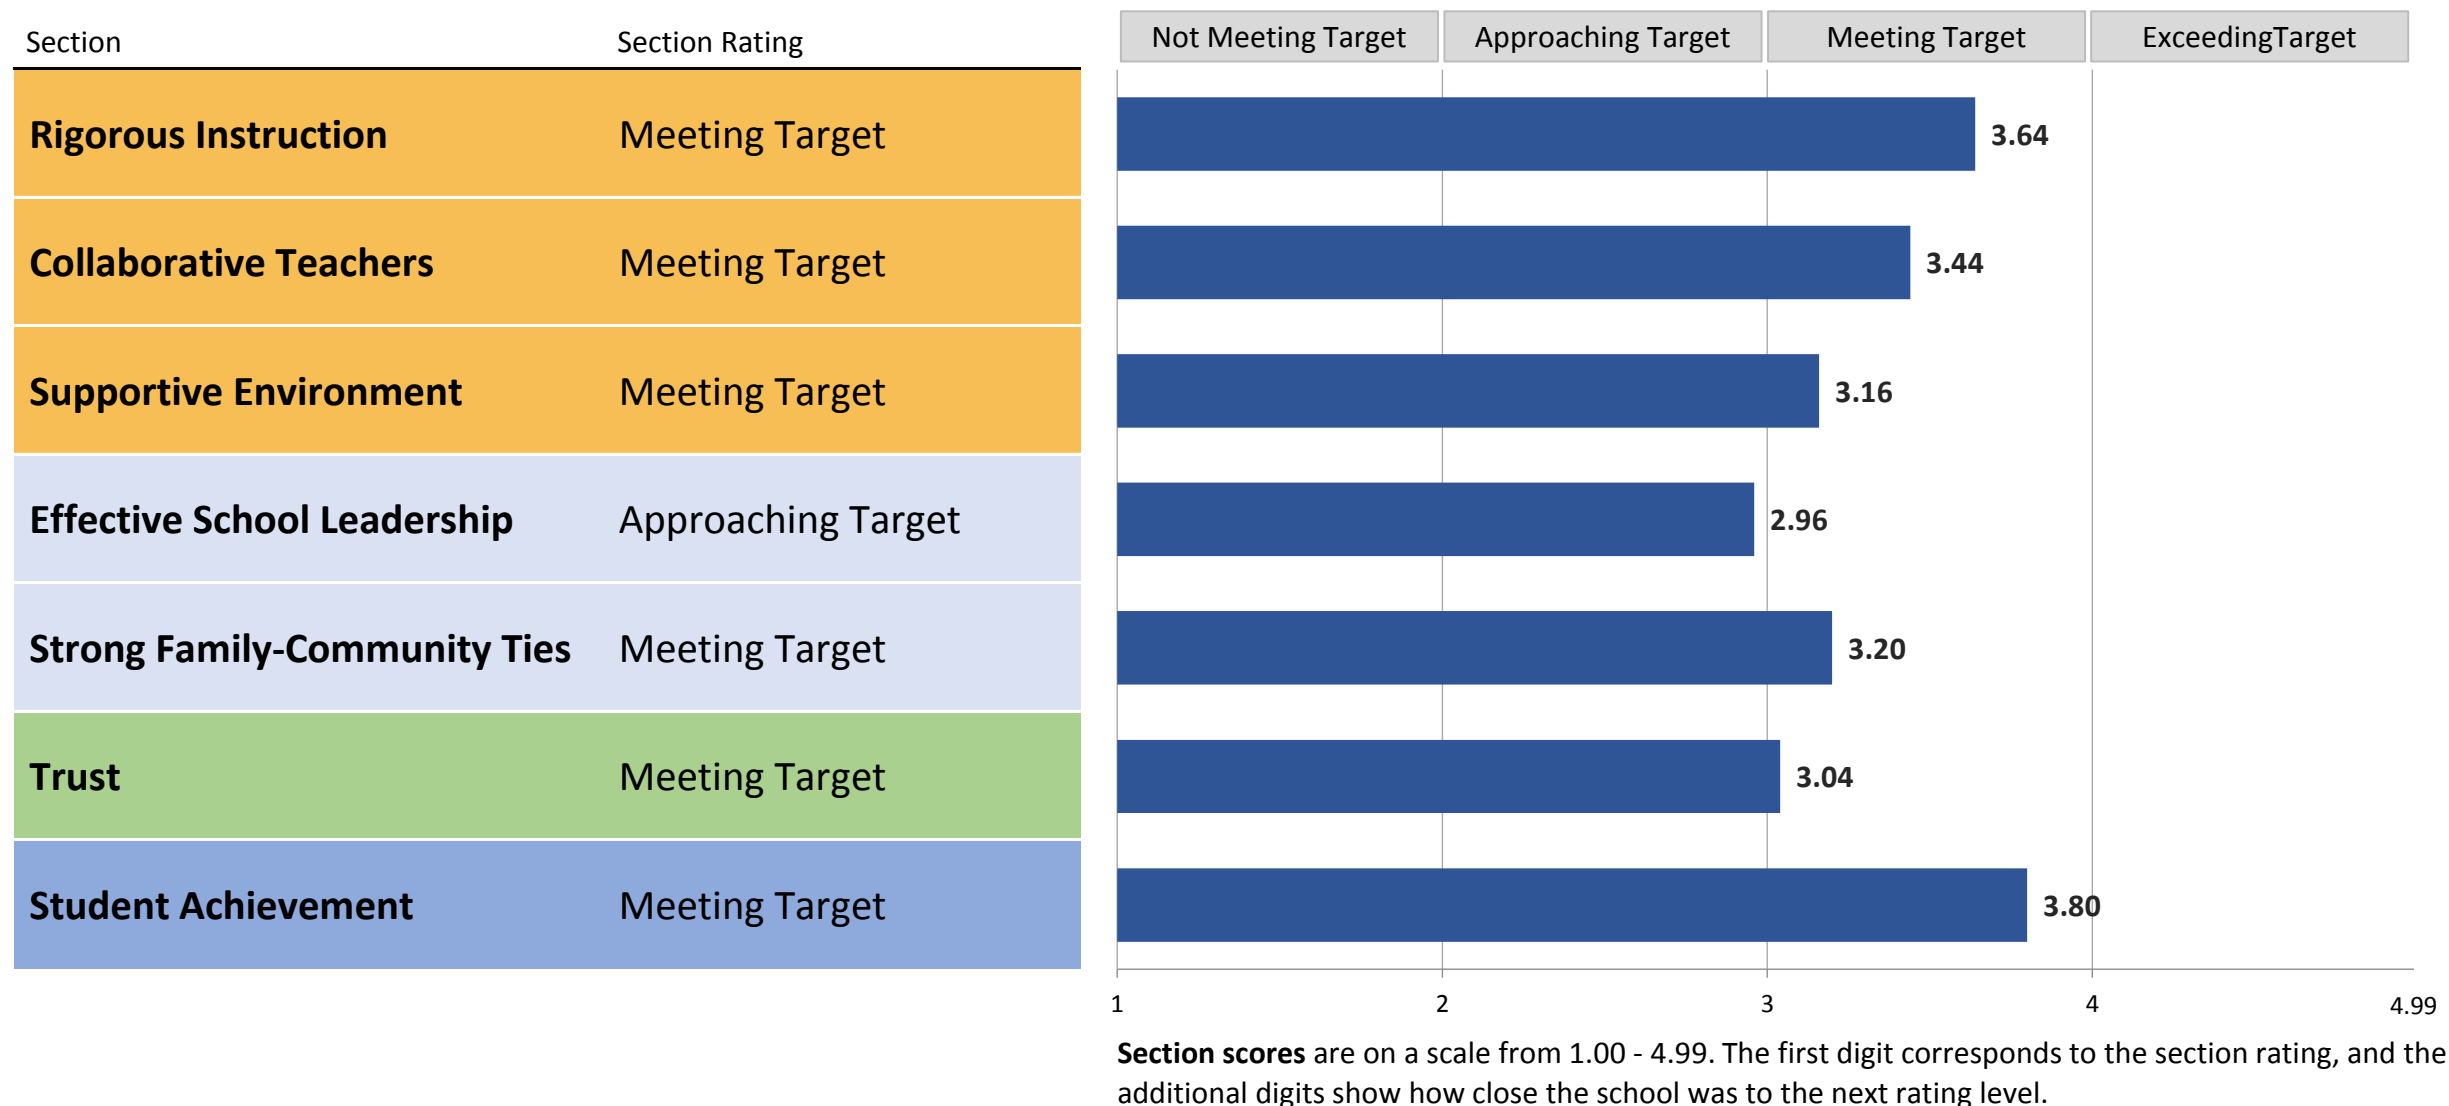 Section Section Rating Not Meeting Target Approaching Target Meeting Target ExceedingTarget
Rigorous Instruction Meeting Target 3.64
Collaborative Teachers Meeting Target 3.44
Supportive Environment Meeting Target 3.16
Effective School Leadership Approaching Target 2.96
Strong Family-Community Ties Meeting Target 3.20
Trust Meeting Target 3.04
Student Achievement Meeting Target 3.80
1 2 3 4 4.99
Section scores are on a scale from 1.00 - 4.99. The first digit corresponds to the section rating, and the
additional digits show how close the school was to the next rating level.